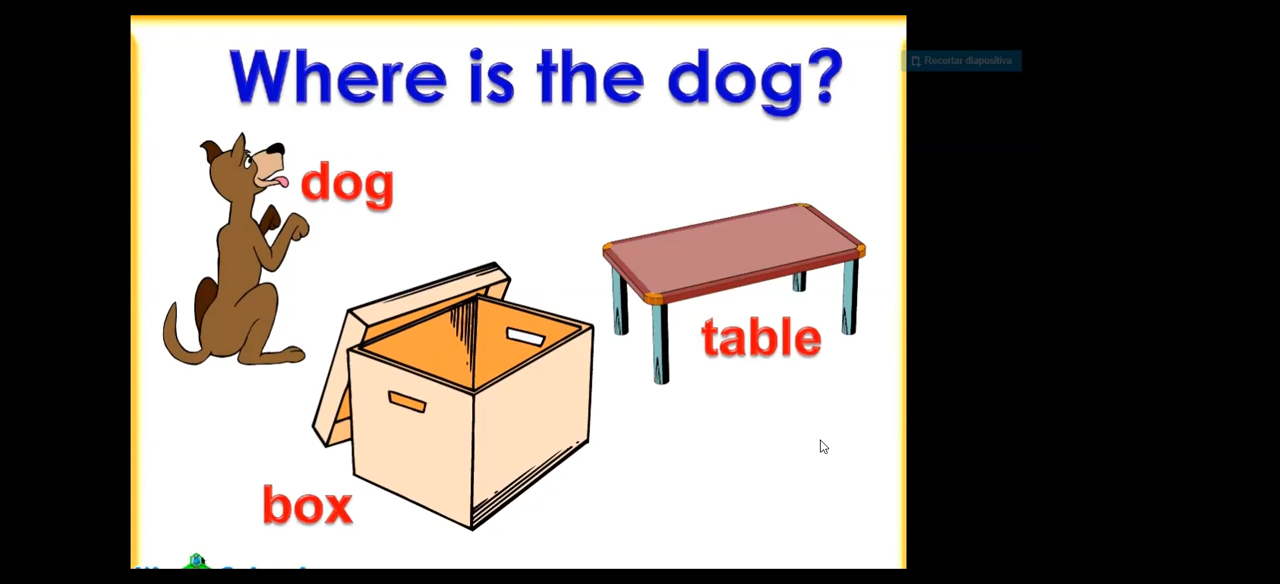 Where is the dog?
Recortar diapositiva
dog
table
box